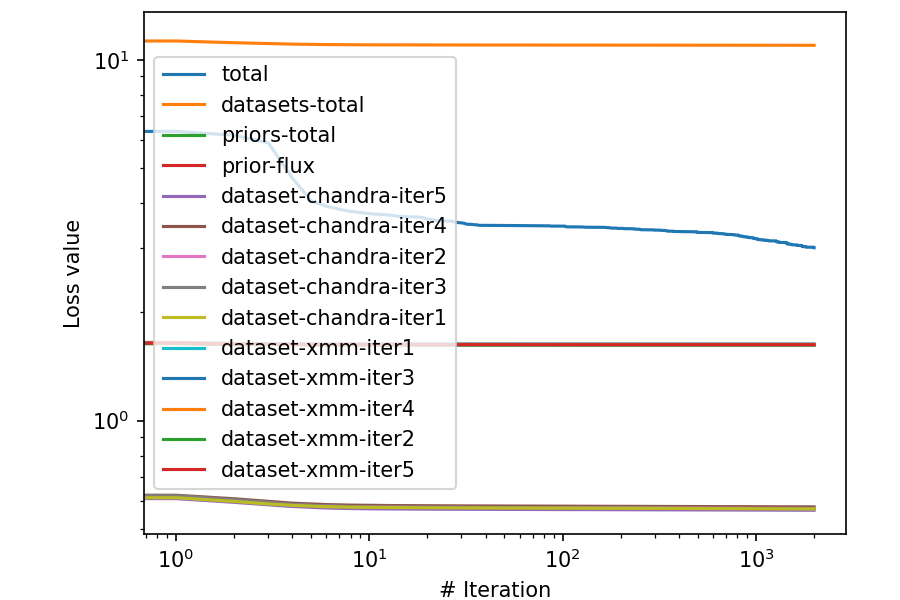 10¹
total
datasets-total
priors-total
prior-flux
dataset-chandra-iter5
dataset-chandra-iter4
dataset-chandra-iter2
dataset-chandra-iter3
dataset-chandra-iter1
dataset-xmm-iter1
dataset-xmm-iter3
dataset-xmm-iter4
dataset-xmm-iter2
dataset-xmm-iter5
Loss value
10⁰
10⁰ 10¹ 10² 10³
# Iteration